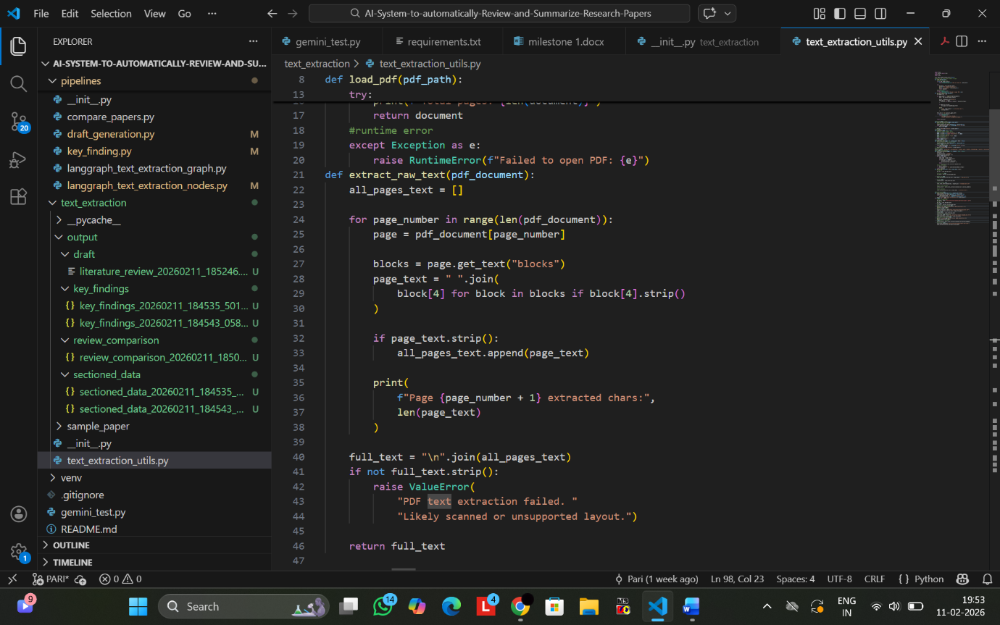 File Edit Selection View Go ··· AI-System-to-automatically-Review-and-Summarize-Research-Papers
EXPLORER
AI-SYSTEM-TO-AUTOMATICALLY-REVIEW-AND-SU...
pipelines
__init__.py
compare_papers.py
draft_generation.py M
key_finding.py M
langgraph_text_extraction_graph.py
langgraph_text_extraction_nodes.py M
text_extraction
__pycache__
output
draft
literature_review_20260211_185246.... U
key_findings
key_findings_20260211_184535_501... U
key_findings_20260211_184543_058... U
review_comparison
review_comparison_20260211_1850... U
sectioned_data
sectioned_data_20260211_184535_... U
sectioned_data_20260211_184543_... U
sample_paper
__init__.py
text_extraction_utils.py
venv
.gitignore
gemini_test.py
README.md
OUTLINE
TIMELINE
20
1
gemini_test.py requirements.txt milestone 1.docx __init__.py text_extraction text_extraction_utils.py
text_extraction > text_extraction_utils.py
8 def load_pdf(pdf_path):
13 try:
17 return document
18 #runtime error
19 except Exception as e:
20 raise RuntimeError(f"Failed to open PDF: {e}")
21 def extract_raw_text(pdf_document):
22 all_pages_text = []
23
24 for page_number in range(len(pdf_document)):
25 page = pdf_document[page_number]
26
27 blocks = page.get_text("blocks")
28 page_text = " ".join(
29 block[4] for block in blocks if block[4].strip()
30 )
31
32 if page_text.strip():
33 all_pages_text.append(page_text)
34
35 print(
36 f"Page {page_number + 1} extracted chars:",
37 len(page_text)
38 )
39
40 full_text = "\n".join(all_pages_text)
41 if not full_text.strip():
42 raise ValueError(
43 "PDF text extraction failed. "
44 "Likely scanned or unsupported layout.")
45
46 return full_text
47
PARI* 0 0 Pari (1 week ago) Ln 98, Col 23 Spaces: 4 UTF-8 CRLF {} Python
9 Search 14 4 ENG IN 19:53
11-02-2026